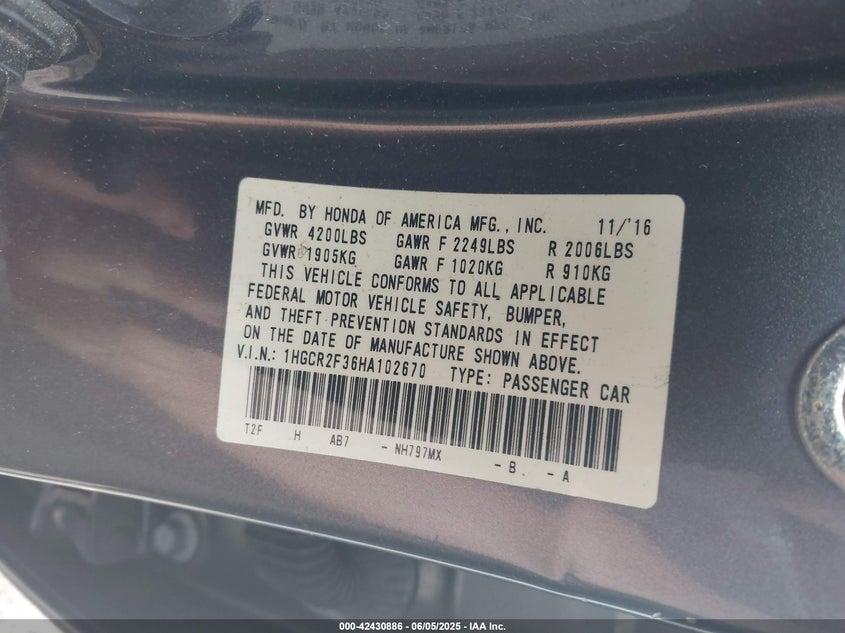 MFD. BY HONDA OF AMERICA MFG., INC. 11/'16
GVWR 4200LBS GAWR F 2249LBS R 2006LBS
GVWR 1905KG GAWR F 1020KG R 910KG
THIS VEHICLE CONFORMS TO ALL APPLICABLE
FEDERAL MOTOR VEHICLE SAFETY, BUMPER,
AND THEFT PREVENTION STANDARDS IN EFFECT
ON THE DATE OF MANUFACTURE SHOWN ABOVE.
V.I.N.: 1HGCR2F36HA102670 TYPE: PASSENGER CAR
T2F H AB7 - NH797MX - B - A
000-42430886 | 06/05/2025 | IAA Inc.